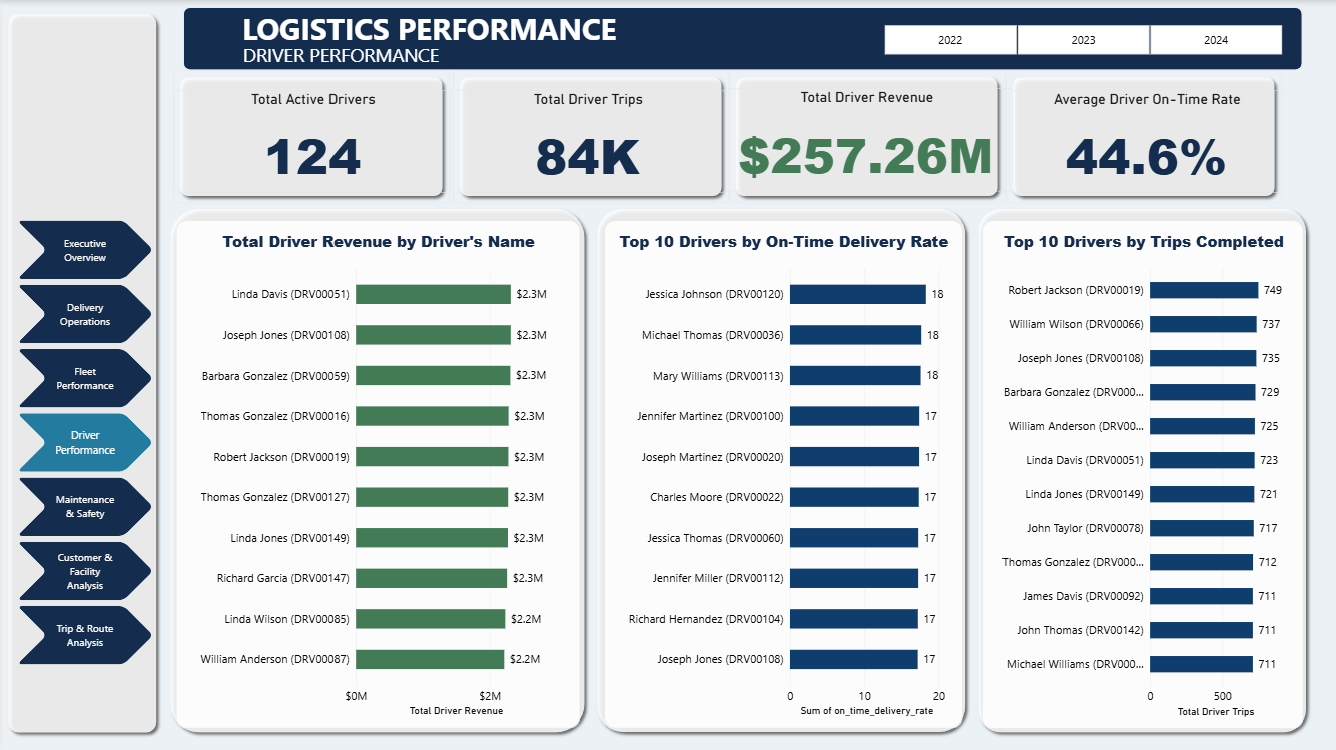 LOGISTICS PERFORMANCE
DRIVER PERFORMANCE
2022
2023
2024
Total Active Drivers
124
Total Driver Trips
84K
Total Driver Revenue
$257.26M
Average Driver On-Time Rate
44.6%
Executive
Overview
Delivery
Operations
Fleet
Performance
Driver
Performance
Maintenance
& Safety
Customer &
Facility
Analysis
Trip & Route
Analysis
Total Driver Revenue by Driver's Name
Linda Davis (DRV00051) $2.3M
Joseph Jones (DRV00108) $2.3M
Barbara Gonzalez (DRV00059) $2.3M
Thomas Gonzalez (DRV00016) $2.3M
Robert Jackson (DRV00019) $2.3M
Thomas Gonzalez (DRV00127) $2.3M
Linda Jones (DRV00149) $2.3M
Richard Garcia (DRV00147) $2.3M
Linda Wilson (DRV00085) $2.2M
William Anderson (DRV00087) $2.2M
$0M $2M
Total Driver Revenue
Top 10 Drivers by On-Time Delivery Rate
Jessica Johnson (DRV00120) 18
Michael Thomas (DRV00036) 18
Mary Williams (DRV00113) 18
Jennifer Martinez (DRV00100) 17
Joseph Martinez (DRV00020) 17
Charles Moore (DRV00022) 17
Jessica Thomas (DRV00060) 17
Jennifer Miller (DRV00112) 17
Richard Hernandez (DRV00104) 17
Joseph Jones (DRV00108) 17
0 10 20
Sum of on_time_delivery_rate
Top 10 Drivers by Trips Completed
Robert Jackson (DRV00019) 749
William Wilson (DRV00066) 737
Joseph Jones (DRV00108) 735
Barbara Gonzalez (DRV000... 729
William Anderson (DRV00... 725
Linda Davis (DRV00051) 723
Linda Jones (DRV00149) 721
John Taylor (DRV00078) 717
Thomas Gonzalez (DRV000... 712
James Davis (DRV00092) 711
John Thomas (DRV00142) 711
Michael Williams (DRV000... 711
0 500
Total Driver Trips